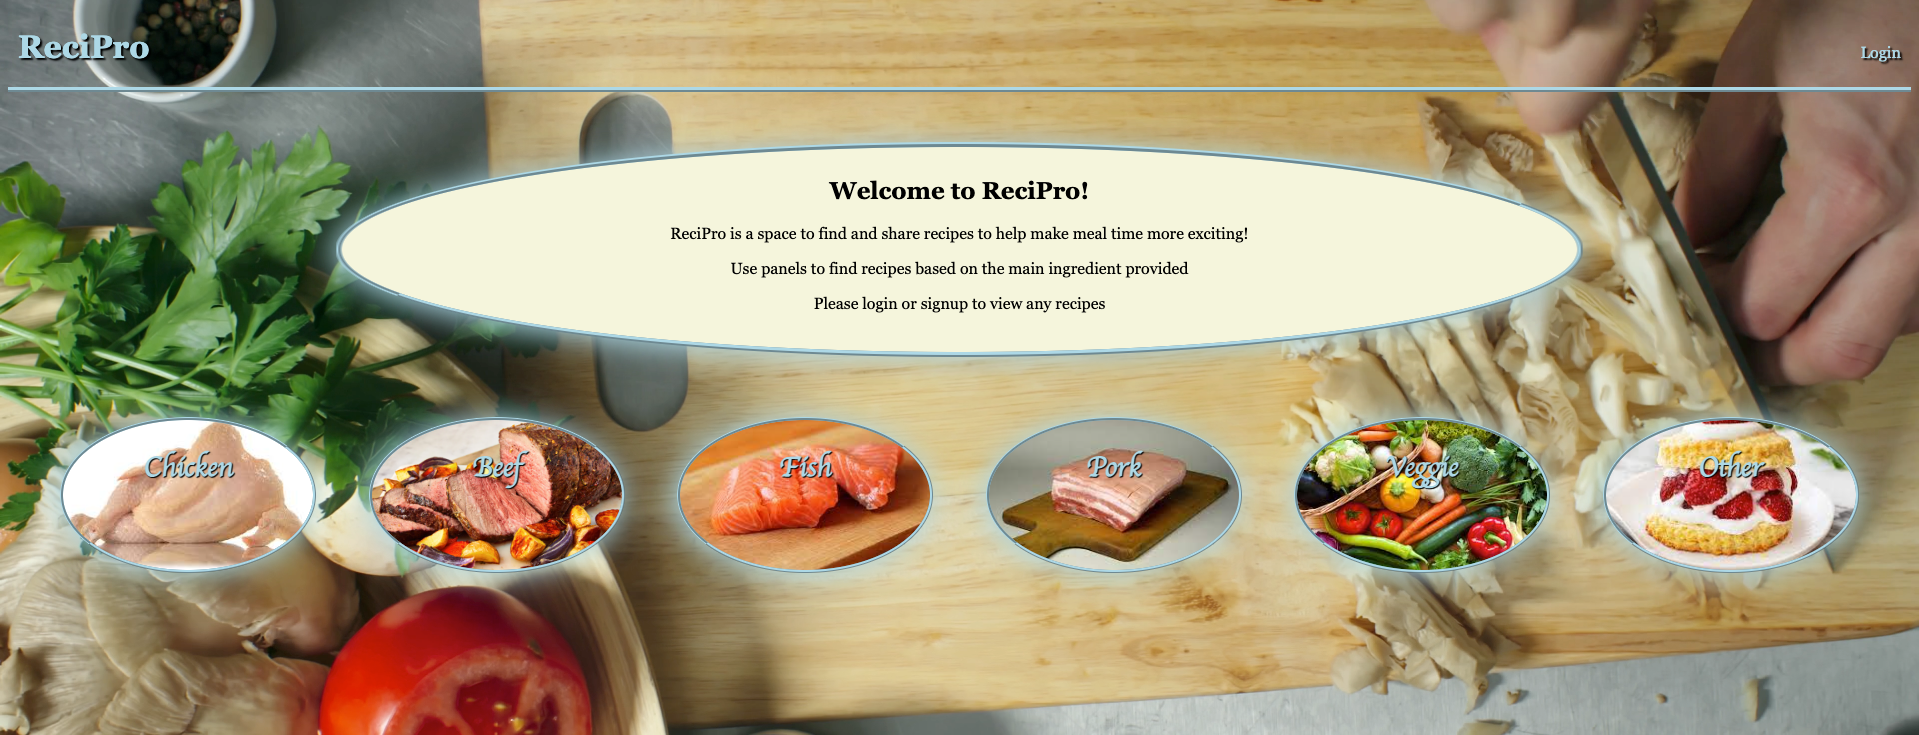 ReciPro
Login
Welcome to ReciPro!
ReciPro is a space to find and share recipes to help make meal time more exciting!
Use panels to find recipes based on the main ingredient provided
Please login or signup to view any recipes
Chicken
Beef
Fish
Pork
Veggie
Other